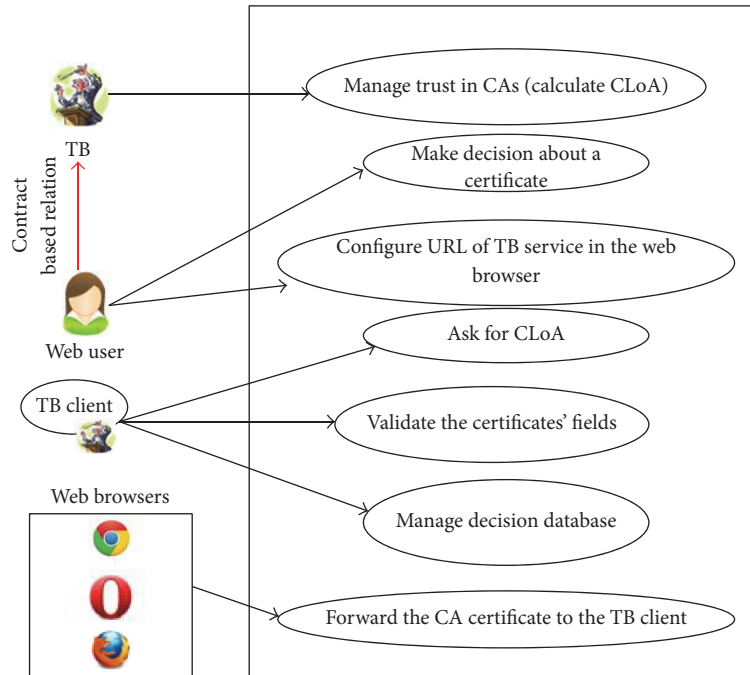 Manage trust in CAs (calculate CLoA)
TB
Contract
based relation
Make decision about a
certificate
Configure URL of TB service in the web
browser
Web user
Ask for CLoA
TB client
Validate the certificates' fields
Web browsers
Manage decision database
Forward the CA certificate to the TB client